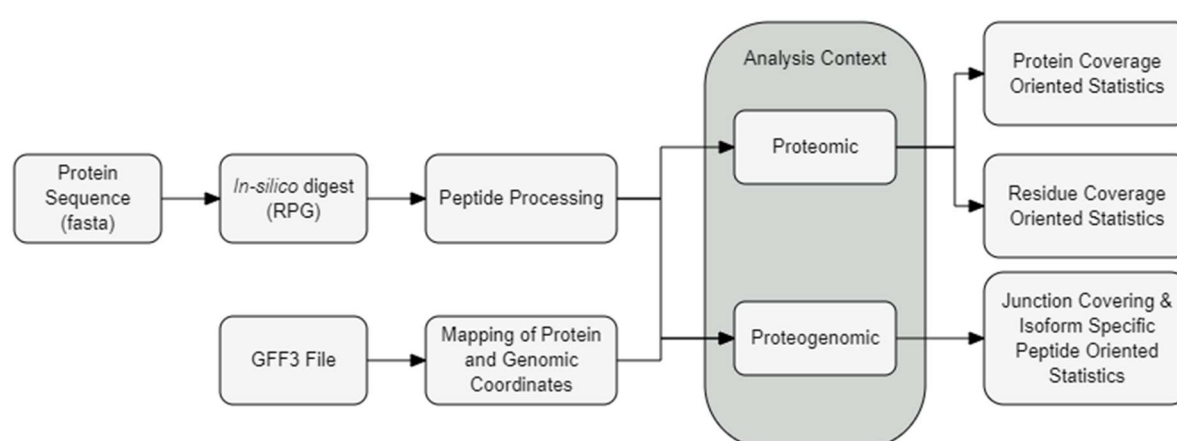 Analysis Context
Protein
Sequence
(fasta)
In-silico digest
(RPG)
Peptide Processing
Proteomic
Protein Coverage
Oriented Statistics
Residue Coverage
Oriented Statistics
GFF3 File
Mapping of Protein
and Genomic
Coordinates
Proteogenomic
Junction Covering &
Isoform Specific
Peptide Oriented
Statistics